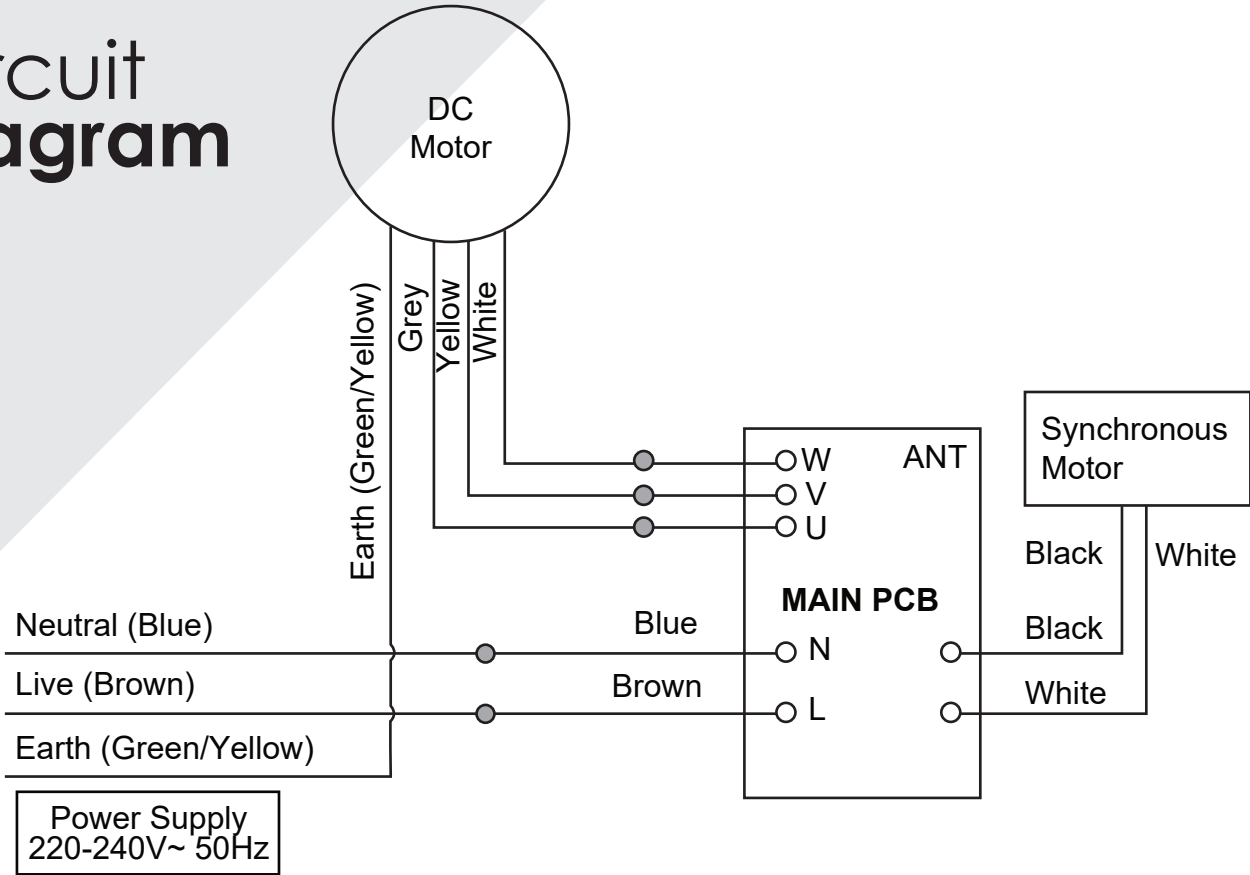 rcuit
agram
DC
Motor
Earth (Green/Yellow)
Grey
Yellow
White
W
ANT
V
U
MAIN PCB
Synchronous
Motor
Black
White
Neutral (Blue)
Blue
N
Black
Live (Brown)
Brown
L
White
Earth (Green/Yellow)
Power Supply
220-240V~ 50Hz